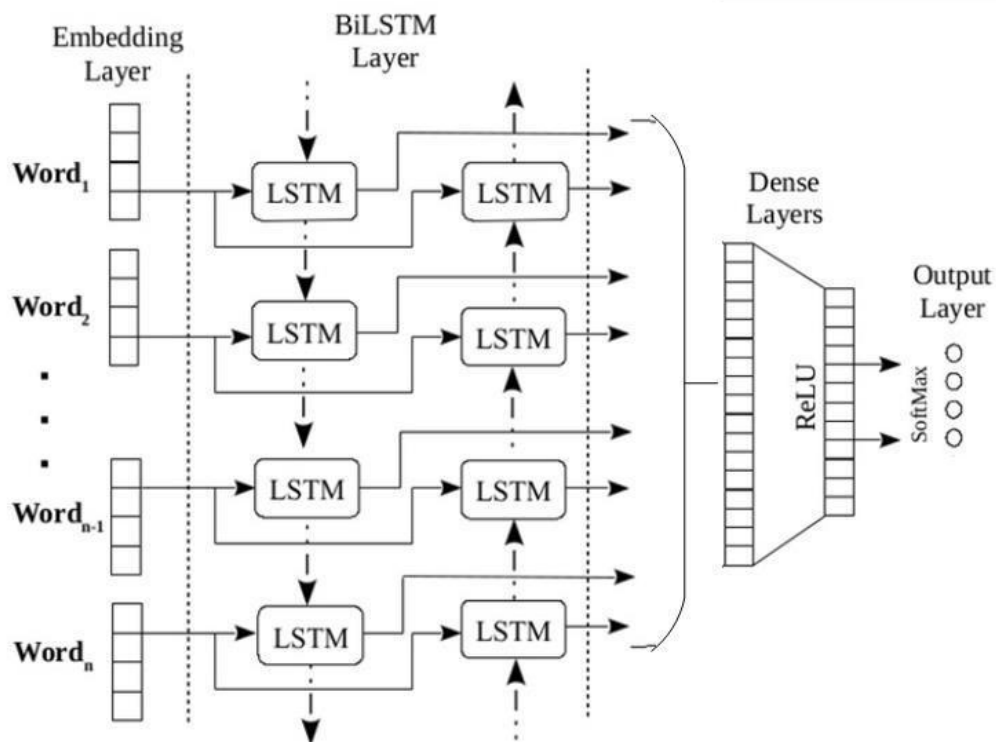 Embedding
Layer
BiLSTM
Layer
Word1
LSTM
LSTM
Word2
LSTM
LSTM
Wordn-1
LSTM
LSTM
Wordn
LSTM
LSTM
Dense
Layers
ReLU
Output
Layer
SoftMax